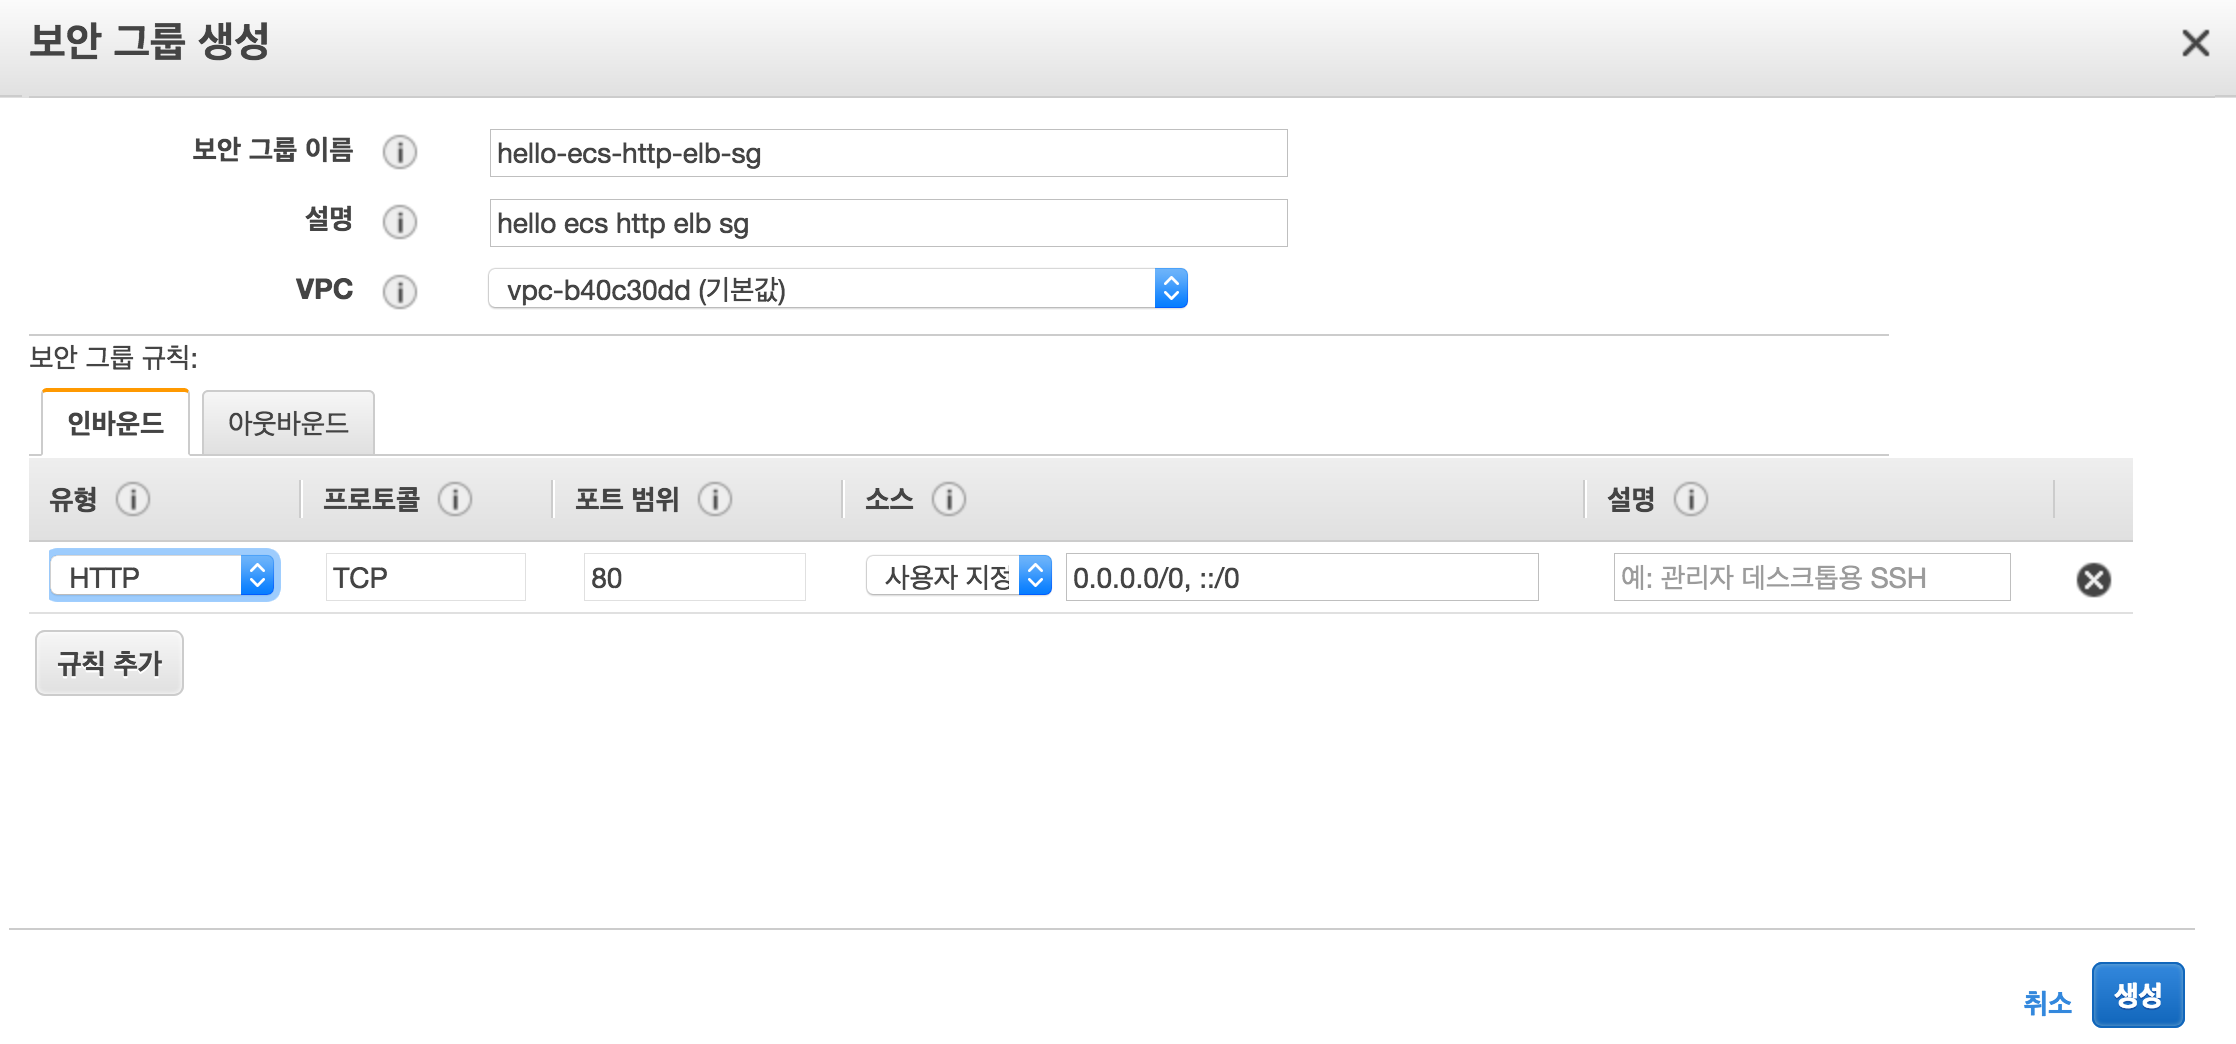 보안 그룹 생성
보안 그룹 이름 hello-ecs-http-elb-sg
설명 hello ecs http elb sg
VPC vpc-b40c30dd (기본값)
보안 그룹 규칙:
인바운드 아웃바운드
유형 프로토콜 포트 범위 소스 설명
HTTP TCP 80 사용자 지정 0.0.0.0/0, ::/0 예: 관리자 데스크톱용 SSH
규칙 추가
취소 생성